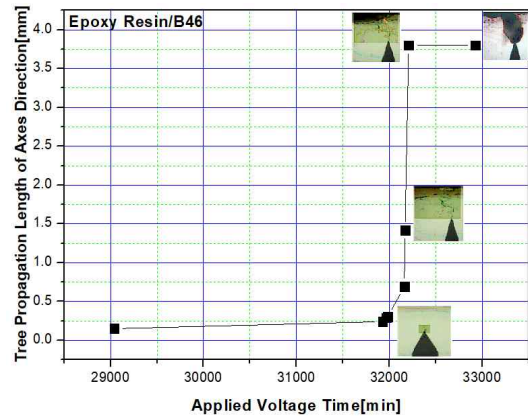 Epoxy Resin/B46
Tree Propagation Length of Axes Direction[mm]
4.0
3.5
3.0
2.5
2.0
1.5
1.0
0.5
0.0
29000 30000 31000 32000 33000
Applied Voltage Time[min]